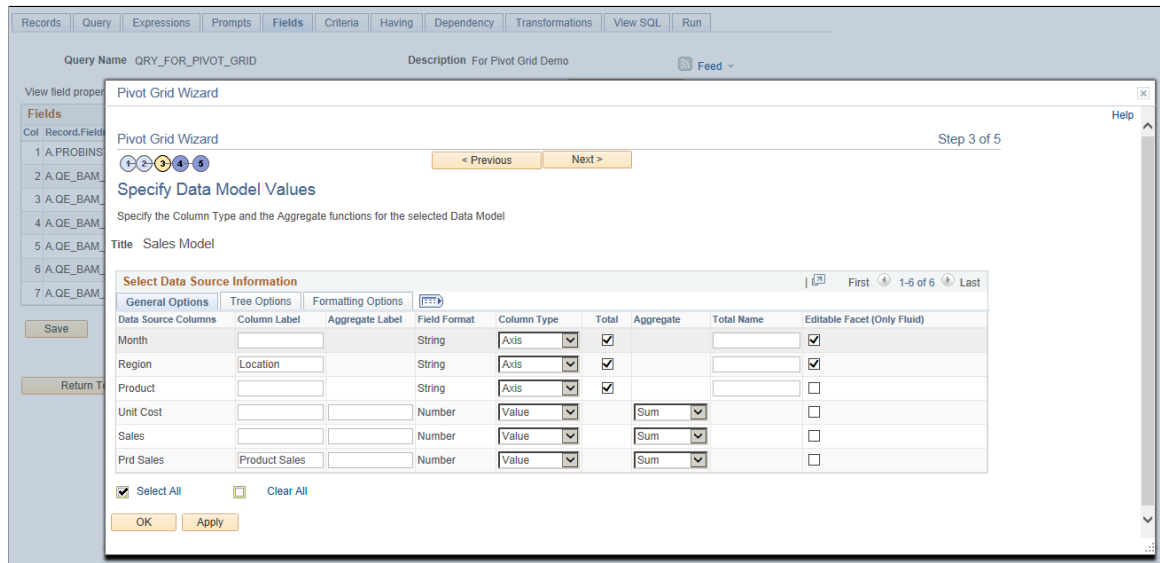 Records Query Expressions Prompts Fields Criteria Having Dependency Transformations View SQL Run
Query Name QRY_FOR_PIVOT_GRID Description For Pivot Grid Demo Feed
View field proper
Fields
Col Record.Fieldn
1 A.PROBINST
2 A.QE_BAM_
3 A.QE_BAM_
4 A.QE_BAM_
5 A.QE_BAM_
6 A.QE_BAM_
7 A.QE_BAM_
Save
Return To
Pivot Grid Wizard
Help
Pivot Grid Wizard Step 3 of 5
1 2 3 4 5 < Previous Next >
Specify Data Model Values
Specify the Column Type and the Aggregate functions for the selected Data Model
Title Sales Model
Select Data Source Information | First 1-6 of 6 Last
General Options Tree Options Formatting Options
Data Source Columns Column Label Aggregate Label Field Format Column Type Total Aggregate Total Name Editable Facet (Only Fluid)
Month String Axis
Region Location String Axis
Product String Axis
Unit Cost Number Value Sum
Sales Number Value Sum
Prd Sales Product Sales Number Value Sum
Select All Clear All
OK Apply